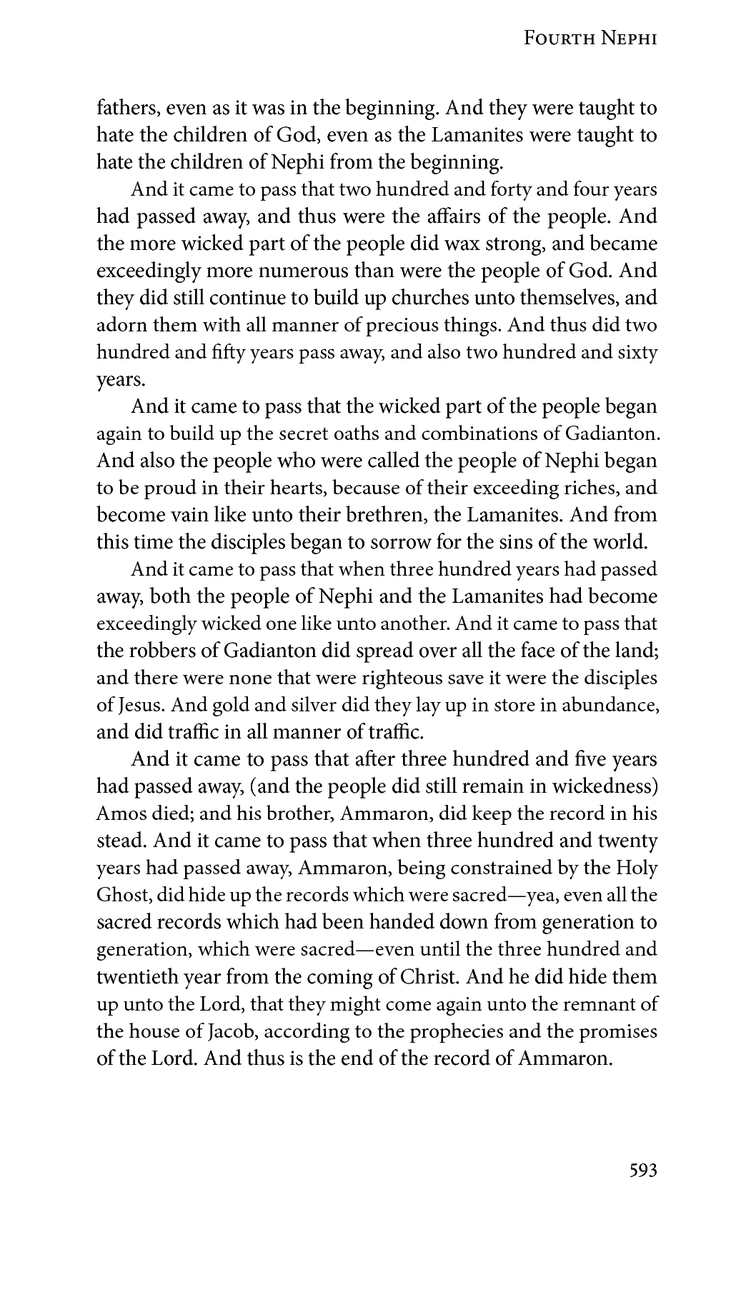 Fourth Nephi
fathers, even as it was in the beginning. And they were taught to
hate the children of God, even as the Lamanites were taught to
hate the children of Nephi from the beginning.
And it came to pass that two hundred and forty and four years
had passed away, and thus were the affairs of the people. And
the more wicked part of the people did wax strong, and became
exceedingly more numerous than were the people of God. And
they did still continue to build up churches unto themselves, and
adorn them with all manner of precious things. And thus did two
hundred and fifty years pass away, and also two hundred and sixty
years.
And it came to pass that the wicked part of the people began
again to build up the secret oaths and combinations of Gadianton.
And also the people who were called the people of Nephi began
to be proud in their hearts, because of their exceeding riches, and
become vain like unto their brethren, the Lamanites. And from
this time the disciples began to sorrow for the sins of the world.
And it came to pass that when three hundred years had passed
away, both the people of Nephi and the Lamanites had become
exceedingly wicked one like unto another. And it came to pass that
the robbers of Gadianton did spread over all the face of the land;
and there were none that were righteous save it were the disciples
of Jesus. And gold and silver did they lay up in store in abundance,
and did traffic in all manner of traffic.
And it came to pass that after three hundred and five years
had passed away, (and the people did still remain in wickedness)
Amos died; and his brother, Ammaron, did keep the record in his
stead. And it came to pass that when three hundred and twenty
years had passed away, Ammaron, being constrained by the Holy
Ghost, did hide up the records which were sacred—yea, even all the
sacred records which had been handed down from generation to
generation, which were sacred—even until the three hundred and
twentieth year from the coming of Christ. And he did hide them
up unto the Lord, that they might come again unto the remnant of
the house of Jacob, according to the prophecies and the promises
of the Lord. And thus is the end of the record of Ammaron.
593